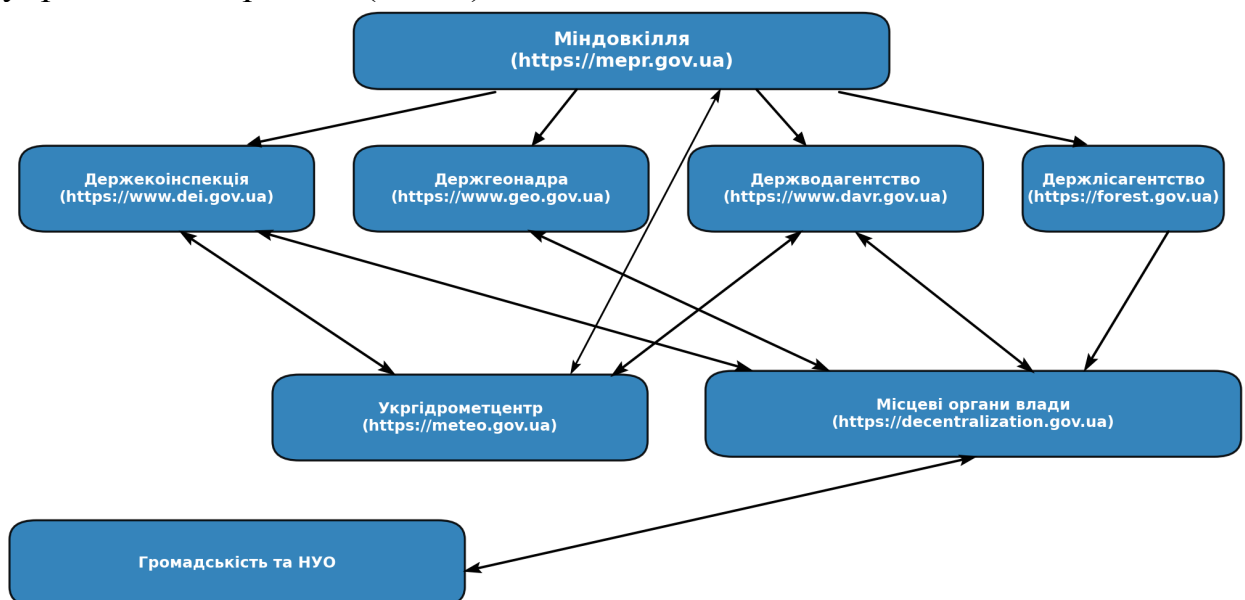 Міндовкілля
(https://mepr.gov.ua)
Держекоінспекція
(https://www.dei.gov.ua)
Держгеонадра
(https://www.geo.gov.ua)
Держводагентство
(https://www.davr.gov.ua)
Держлісагентство
(https://forest.gov.ua)
Укргідрометцентр
(https://meteo.gov.ua)
Місцеві органи влади
(https://decentralization.gov.ua)
Громадськість та НУО